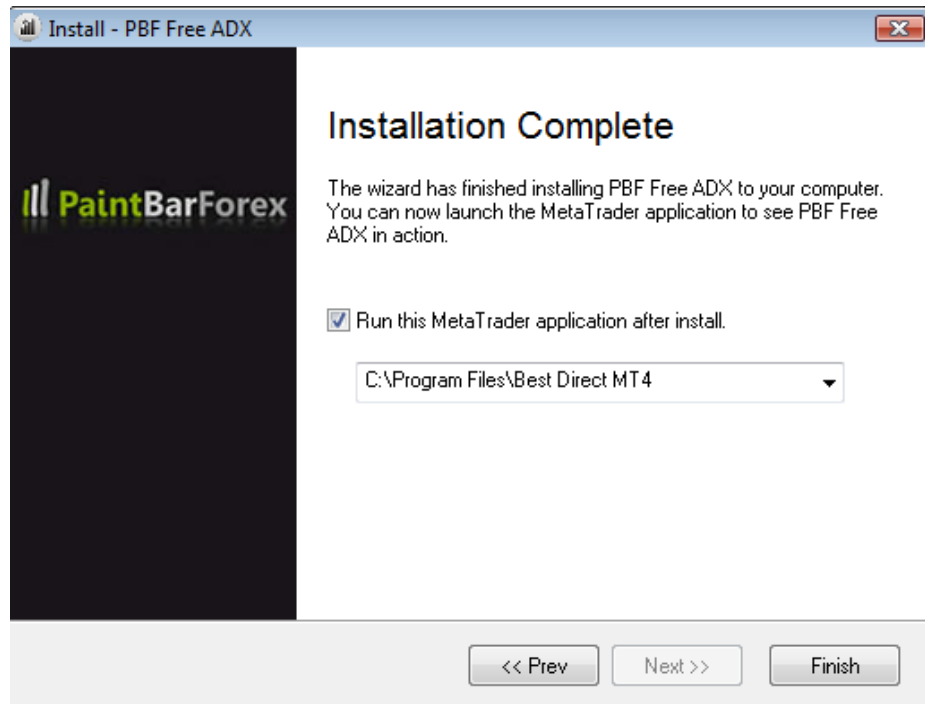 Install - PBF Free ADX
PaintBarForex
Installation Complete
The wizard has finished installing PBF Free ADX to your computer.
You can now launch the MetaTrader application to see PBF Free
ADX in action.
Run this MetaTrader application after install.
C:\Program Files\Best Direct MT4
<< Prev
Next >>
Finish